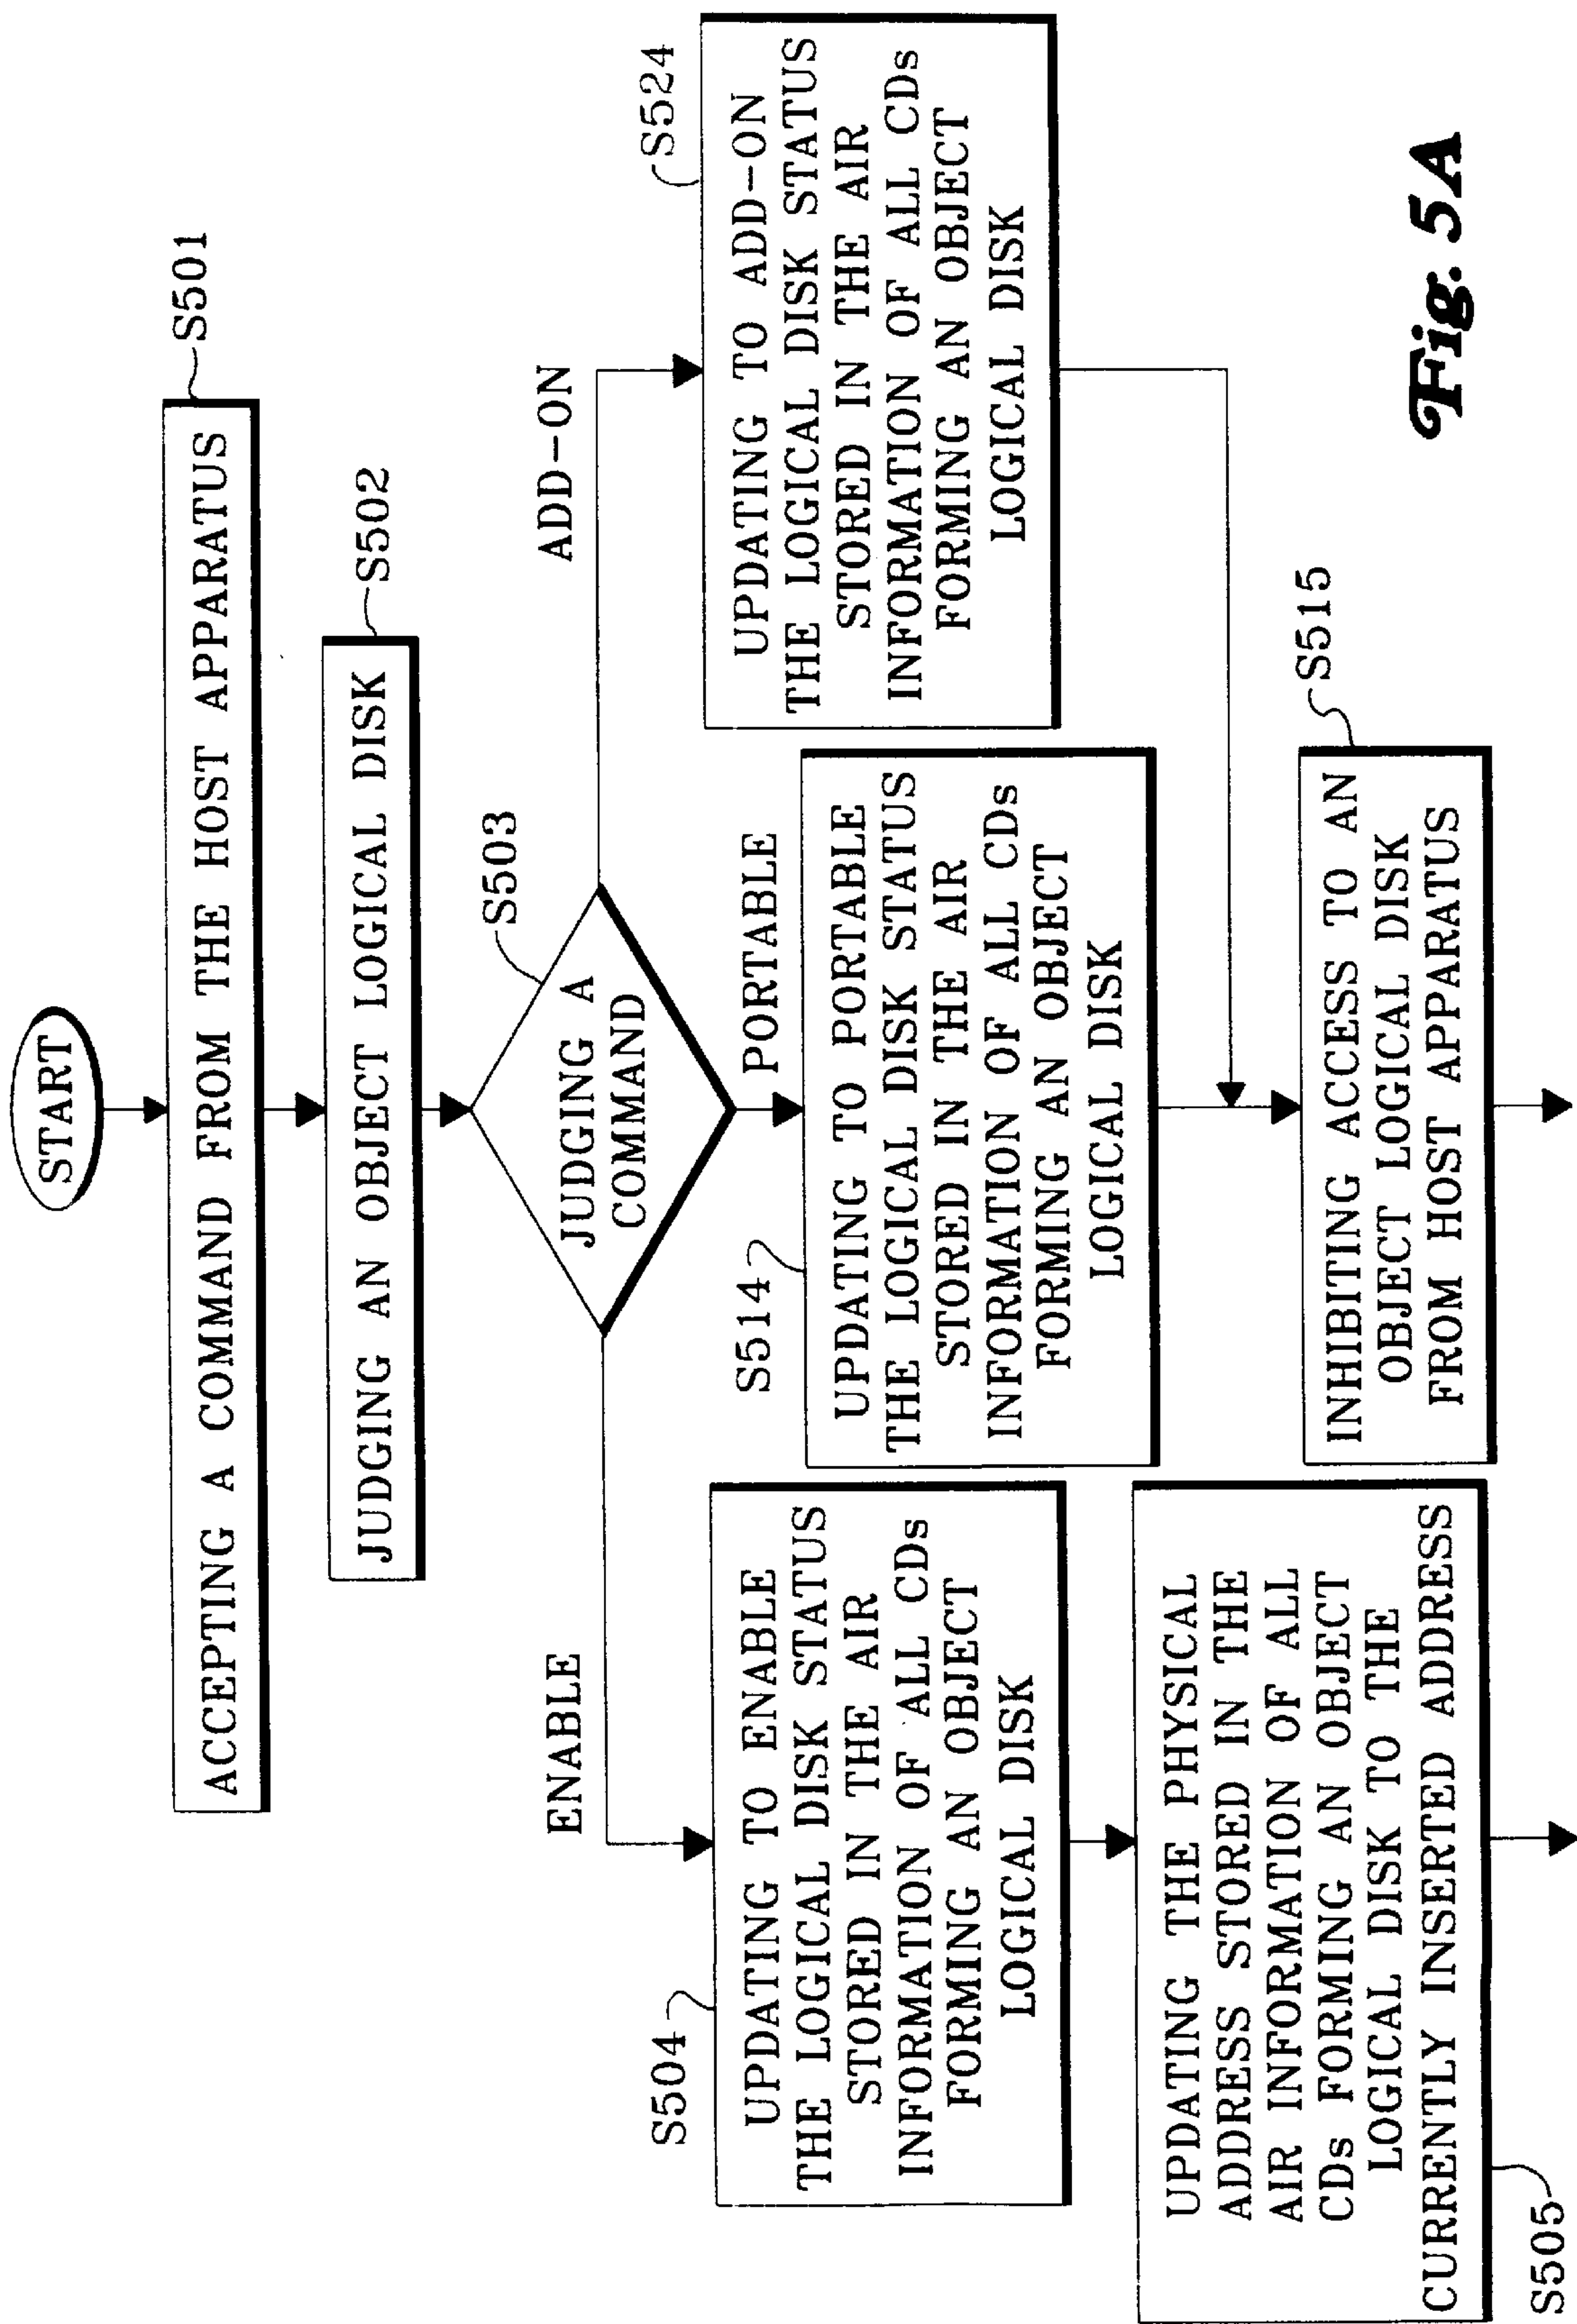 START
ACCEPTING A COMMAND FROM THE HOST APPARATUS
S501
JUDGING AN OBJECT LOGICAL DISK
S502
JUDGING A
COMMAND
S503
ENABLE
PORTABLE
ADD-ON
S504
UPDATING TO ENABLE
THE LOGICAL DISK STATUS
STORED IN THE AIR
INFORMATION OF ALL CDs
FORMING AN OBJECT
LOGICAL DISK
S514
UPDATING TO PORTABLE
THE LOGICAL DISK STATUS
STORED IN THE AIR
INFORMATION OF ALL CDs
FORMING AN OBJECT
LOGICAL DISK
S524
UPDATING TO ADD-ON
THE LOGICAL DISK STATUS
STORED IN THE AIR
INFORMATION OF ALL CDs
FORMING AN OBJECT
LOGICAL DISK
S505
UPDATING THE PHYSICAL
ADDRESS STORED IN THE
AIR INFORMATION OF ALL
CDs FORMING AN OBJECT
LOGICAL DISK TO THE
CURRENTLY INSERTED ADDRESS
S515
INHIBITING ACCESS TO AN
OBJECT LOGICAL DISK
FROM HOST APPARATUS
Fig. 5A